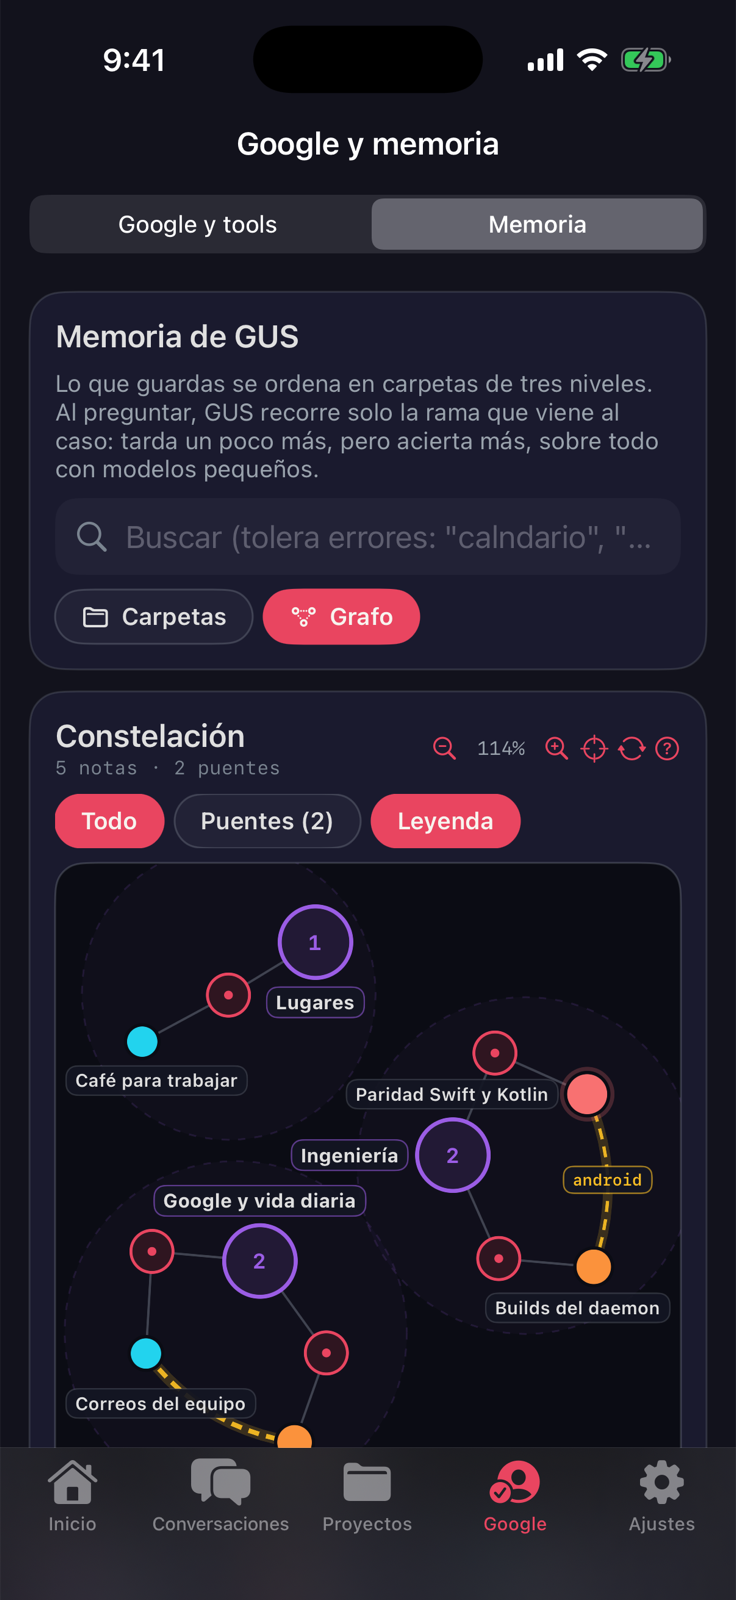 9:41
Google y memoria
Google y tools
Memoria
Memoria de GUS
Lo que guardas se ordena en carpetas de tres niveles.
Al preguntar, GUS recorre solo la rama que viene al
caso: tarda un poco más, pero acierta más, sobre todo
con modelos pequeños.
Buscar (tolera errores: "calndario", "...
Carpetas
Grafo
Constelación
5 notas · 2 puentes
114%
?
Todo
Puentes (2)
Leyenda
1
Lugares
Café para trabajar
Paridad Swift y Kotlin
Ingeniería
2
android
Google y vida diaria
2
Builds del daemon
Correos del equipo
Inicio
Conversaciones
Proyectos
Google
Ajustes